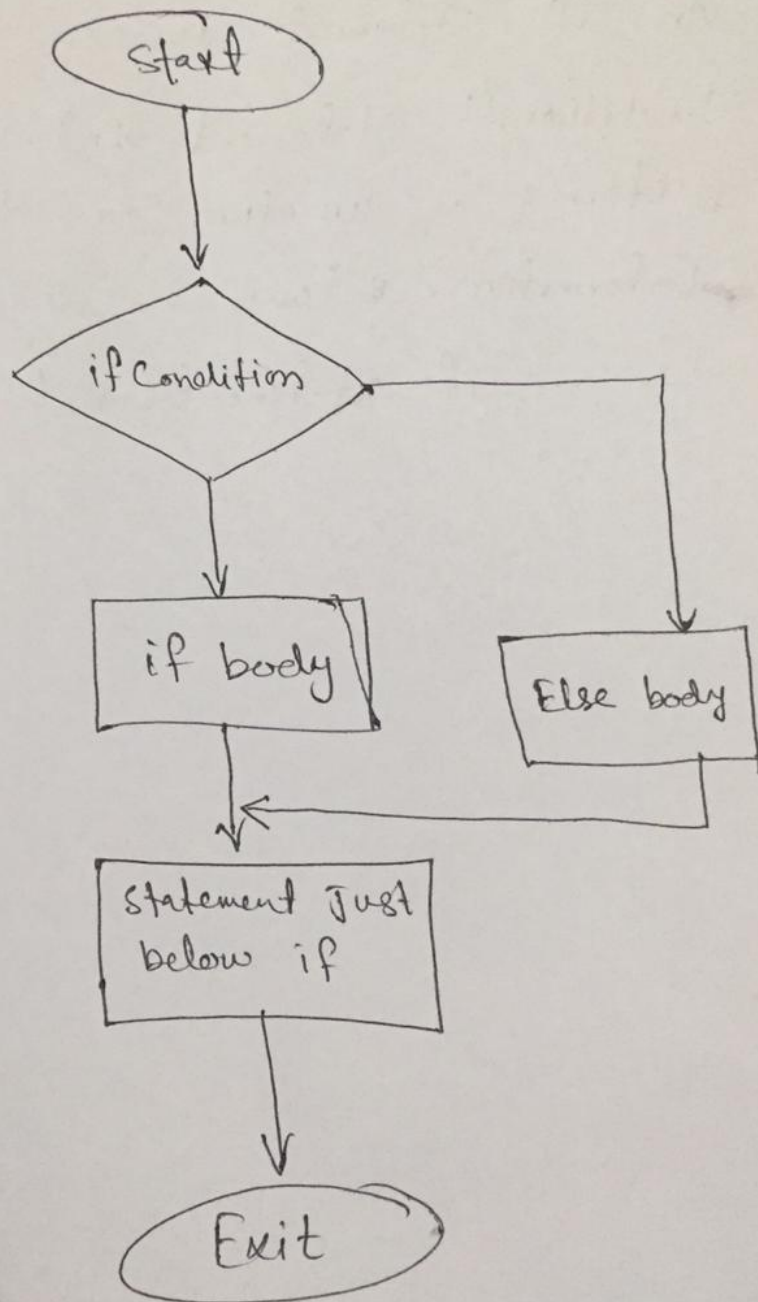 Start
if Condition
if body
Else body
Statement Just
below if
Exit